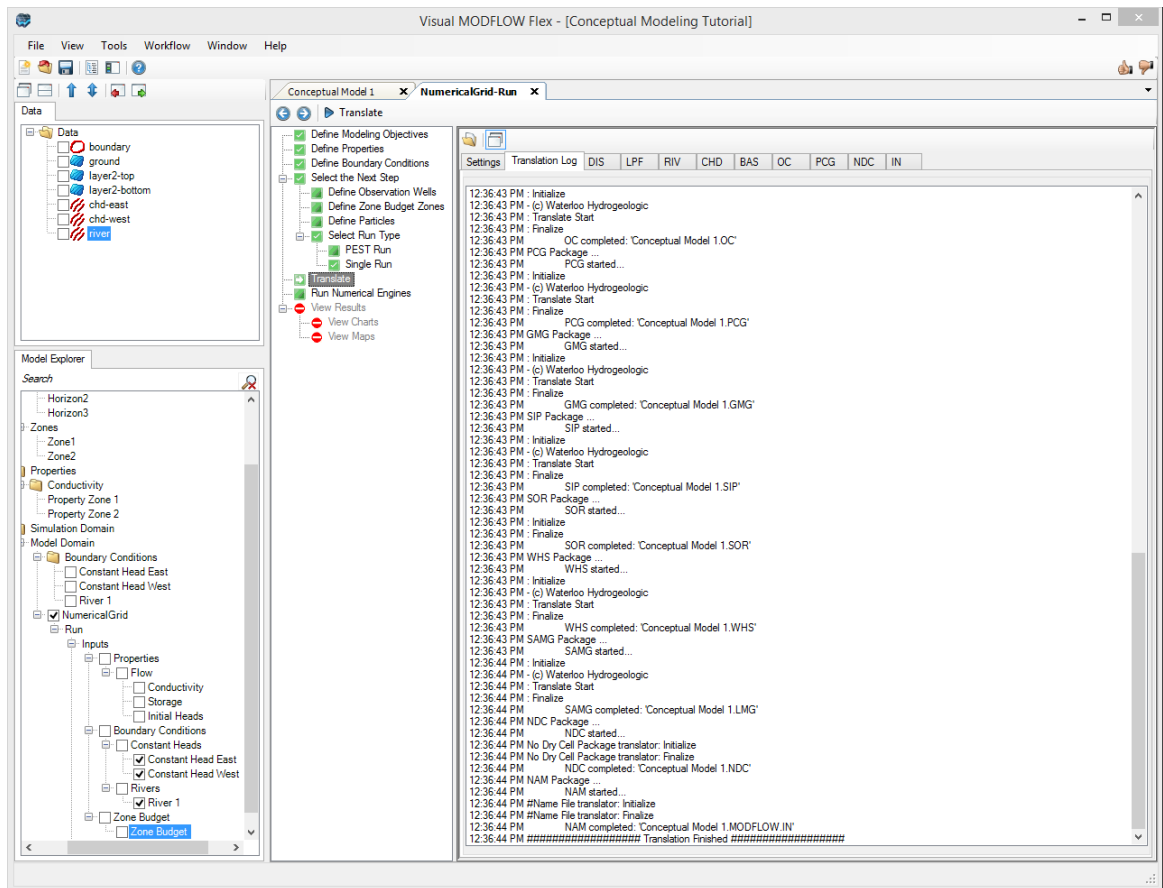 Visual MODFLOW Flex - [Conceptual Modeling Tutorial]
File View Tools Workflow Window Help
Data
Data
boundary
ground
layer2-top
layer2-bottom
chd-east
chd-west
river
Model Explorer
Search
Horizon2
Horizon3
Zones
Zone1
Zone2
Properties
Conductivity
Property Zone 1
Property Zone 2
Simulation Domain
Model Domain
Boundary Conditions
Constant Head East
Constant Head West
River 1
NumericalGrid
Run
Inputs
Properties
Flow
Conductivity
Storage
Initial Heads
Boundary Conditions
Constant Heads
Constant Head East
Constant Head West
Rivers
River 1
Zone Budget
Zone Budget
Conceptual Model 1 X NumericalGrid-Run X
Translate
Define Modeling Objectives
Define Properties
Define Boundary Conditions
Select the Next Step
Define Observation Wells
Define Zone Budget Zones
Define Particles
Select Run Type
PEST Run
Single Run
Translate
Run Numerical Engines
View Results
View Charts
View Maps
Settings Translation Log DIS LPF RIV CHD BAS OC PCG NDC IN
12:36:43 PM : Initialize
12:36:43 PM - (c) Waterloo Hydrogeologic
12:36:43 PM : Translate Start
12:36:43 PM : Finalize
12:36:43 PM OC completed: 'Conceptual Model 1.OC'
12:36:43 PM PCG Package ...
12:36:43 PM PCG started...
12:36:43 PM : Initialize
12:36:43 PM - (c) Waterloo Hydrogeologic
12:36:43 PM : Translate Start
12:36:43 PM : Finalize
12:36:43 PM PCG completed: 'Conceptual Model 1.PCG'
12:36:43 PM GMG Package ...
12:36:43 PM GMG started...
12:36:43 PM : Initialize
12:36:43 PM - (c) Waterloo Hydrogeologic
12:36:43 PM : Translate Start
12:36:43 PM : Finalize
12:36:43 PM GMG completed: 'Conceptual Model 1.GMG'
12:36:43 PM SIP Package ...
12:36:43 PM SIP started...
12:36:43 PM : Initialize
12:36:43 PM - (c) Waterloo Hydrogeologic
12:36:43 PM : Translate Start
12:36:43 PM : Finalize
12:36:43 PM SIP completed: 'Conceptual Model 1.SIP'
12:36:43 PM SOR Package ...
12:36:43 PM SOR started...
12:36:43 PM : Initialize
12:36:43 PM : Finalize
12:36:43 PM SOR completed: 'Conceptual Model 1.SOR'
12:36:43 PM WHS Package ...
12:36:43 PM WHS started...
12:36:43 PM : Initialize
12:36:43 PM - (c) Waterloo Hydrogeologic
12:36:43 PM : Translate Start
12:36:43 PM : Finalize
12:36:43 PM WHS completed: 'Conceptual Model 1.WHS'
12:36:43 PM SAMG Package ...
12:36:43 PM SAMG started...
12:36:44 PM : Initialize
12:36:44 PM - (c) Waterloo Hydrogeologic
12:36:44 PM : Translate Start
12:36:44 PM : Finalize
12:36:44 PM SAMG completed: 'Conceptual Model 1.LMG'
12:36:44 PM NDC Package ...
12:36:44 PM NDC started...
12:36:44 PM No Dry Cell Package translator: Initialize
12:36:44 PM No Dry Cell Package translator: Finalize
12:36:44 PM NDC completed: 'Conceptual Model 1.NDC'
12:36:44 PM NAM Package ...
12:36:44 PM NAM started...
12:36:44 PM #Name File translator: Initialize
12:36:44 PM #Name File translator: Finalize
12:36:44 PM NAM completed: 'Conceptual Model 1.MODFLOW.IN'
12:36:44 PM ################### Translation Finished ###################